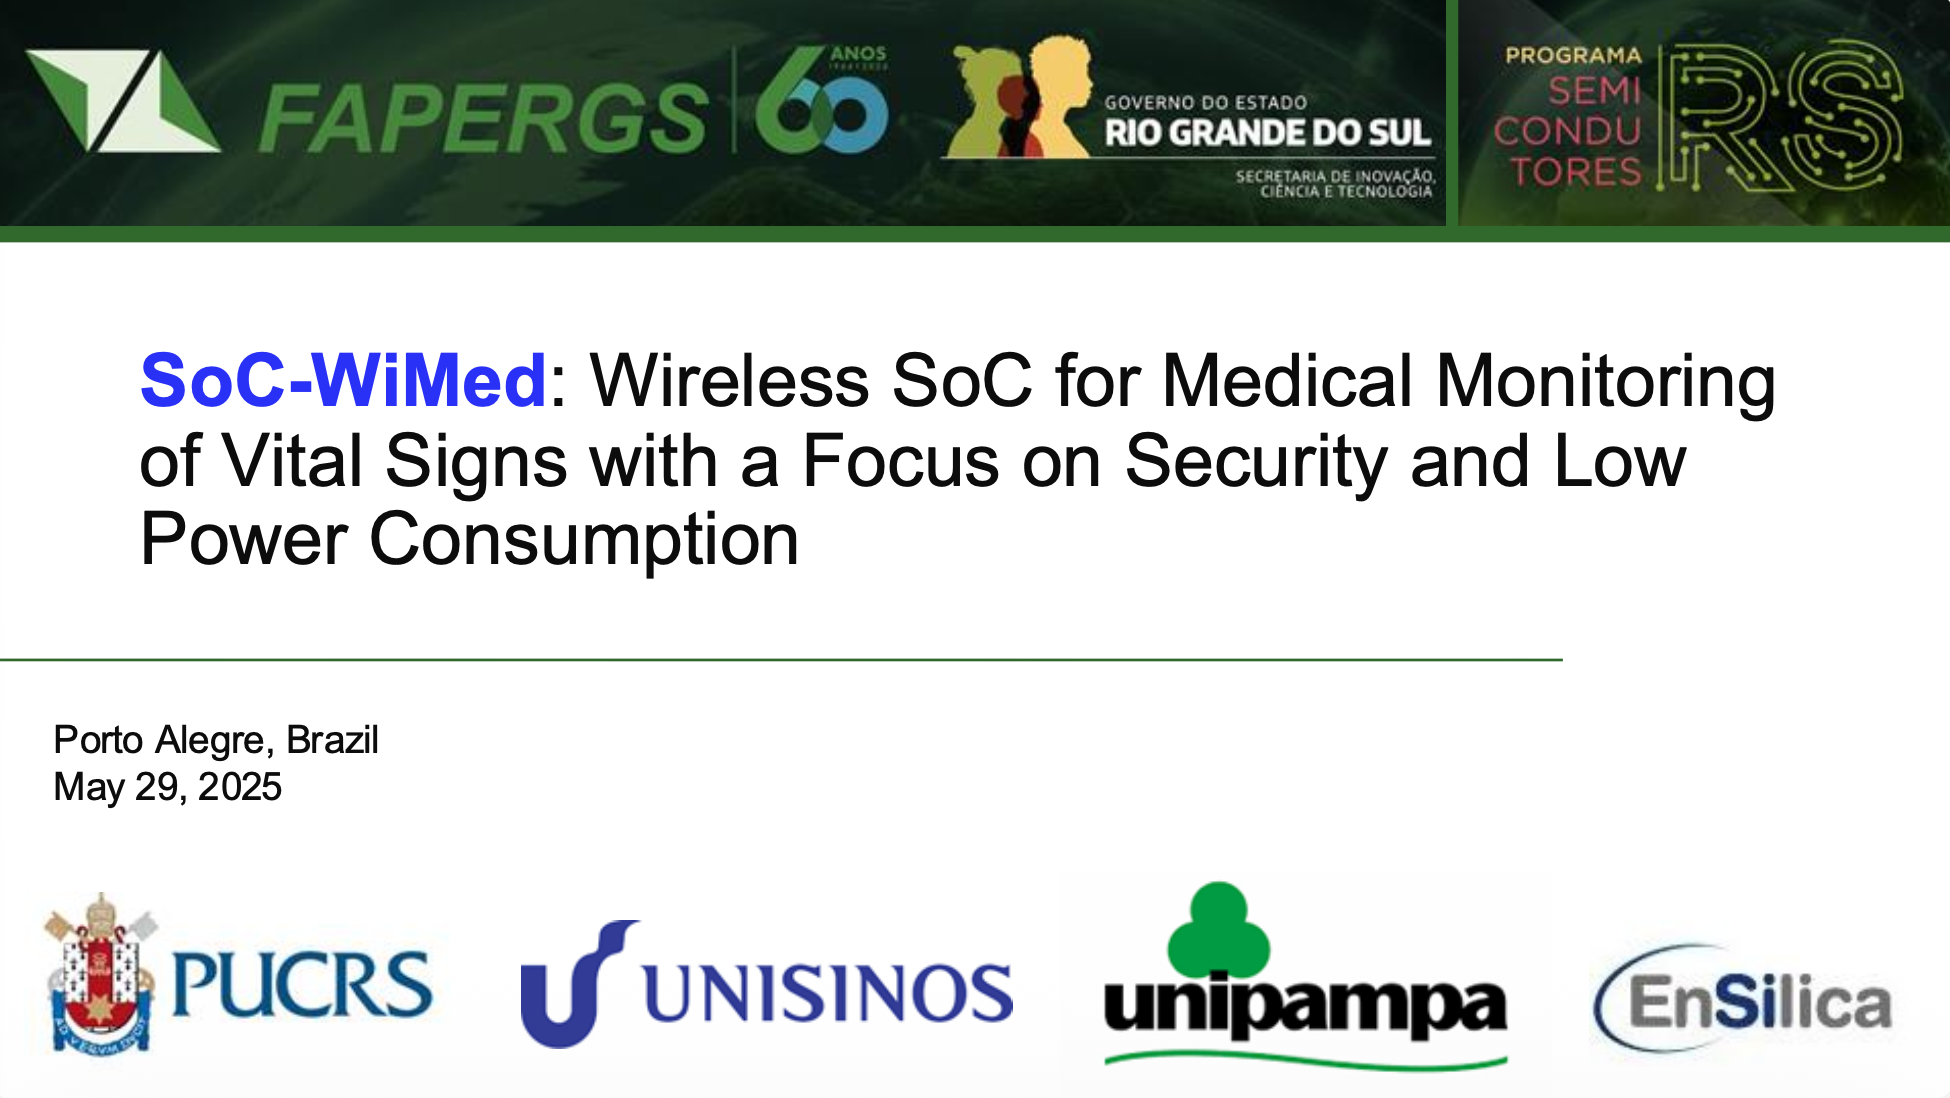 FAPERGS
60
ANOS
GOVERNO DO ESTADO
RIO GRANDE DO SUL
SECRETARIA DE INOVAÇÃO,
CIÊNCIA E TECNOLOGIA
PROGRAMA
SEMI
CONDU
TORES
RS
SoC-WiMed: Wireless SoC for Medical Monitoring
of Vital Signs with a Focus on Security and Low
Power Consumption
Porto Alegre, Brazil
May 29, 2025
PUCRS
UNISINOS
unipampa
EnSilica